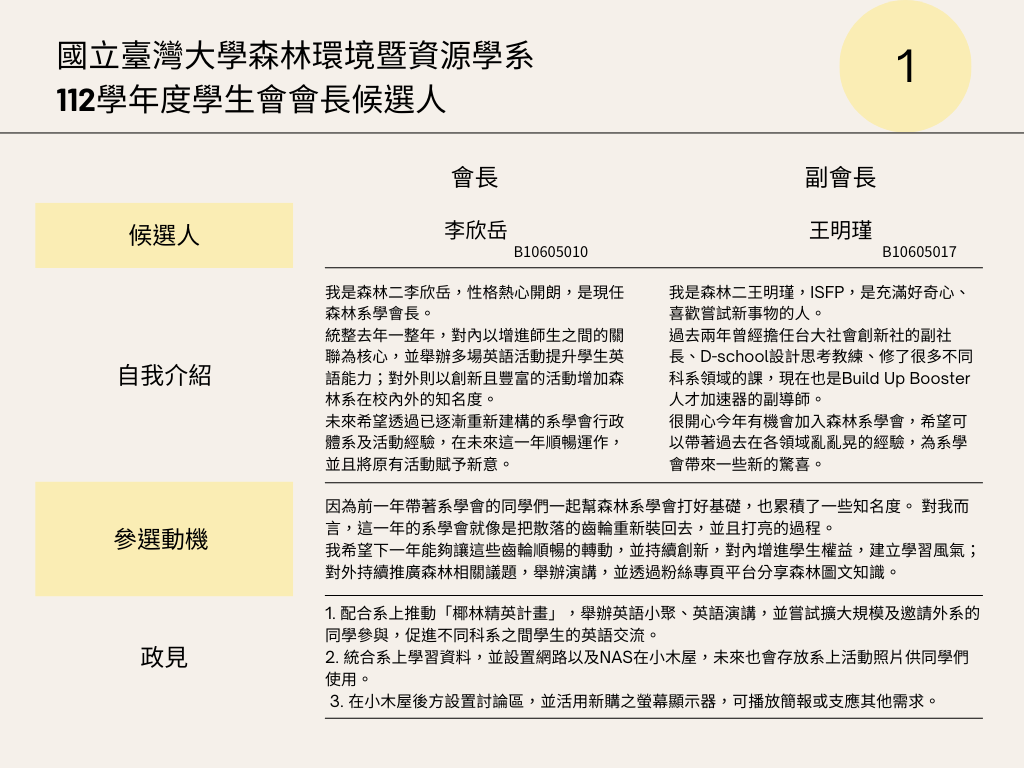 國立臺灣大學森林環境暨資源學系
112學年度學生會會長候選人
1
會長
副會長
候選人
李欣岳
B10605010
王明瑾
B10605017
自我介紹
我是森林二李欣岳，性格熱心開朗，是現任
森林系學會長。
統整去年一整年，對內以增進師生之間的關
聯為核心，並舉辦多場英語活動提升學生英
語能力；對外則以創新且豐富的活動增加森
林系在校內外的知名度。
未來希望透過已逐漸重新建構的系學會行政
體系及活動經驗，在未來這一年順暢運作，
並且將原有活動賦予新意。
我是森林二王明瑾，ISFP，是充滿好奇心、
喜歡嘗試新事物的人。
過去兩年曾經擔任台大社會創新社的副社
長、D-school設計思考教練、修了很多不同
科系領域的課，現在也是Build Up Booster
人才加速器的副導師。
很開心今年有機會加入森林系學會，希望可
以帶著過去在各領域亂亂晃的經驗，為系學
會帶來一些新的驚喜。
參選動機
因為前一年帶著系學會的同學們一起幫森林系學會打好基礎，也累積了一些知名度。 對我而
言，這一年的系學會就像是把散落的齒輪重新裝回去，並且打亮的過程。
我希望下一年能夠讓這些齒輪順暢的轉動，並持續創新，對內增進學生權益，建立學習風氣；
對外持續推廣森林相關議題，舉辦演講，並透過粉絲專頁平台分享森林圖文知識。
政見
1. 配合系上推動「椰林精英計畫」，舉辦英語小聚、英語演講，並嘗試擴大規模及邀請外系的
同學參與，促進不同科系之間學生的英語交流。
2. 統合系上學習資料，並設置網路以及NAS在小木屋，未來也會存放系上活動照片供同學們
使用。
3. 在小木屋後方設置討論區，並活用新購之螢幕顯示器，可播放簡報或支應其他需求。